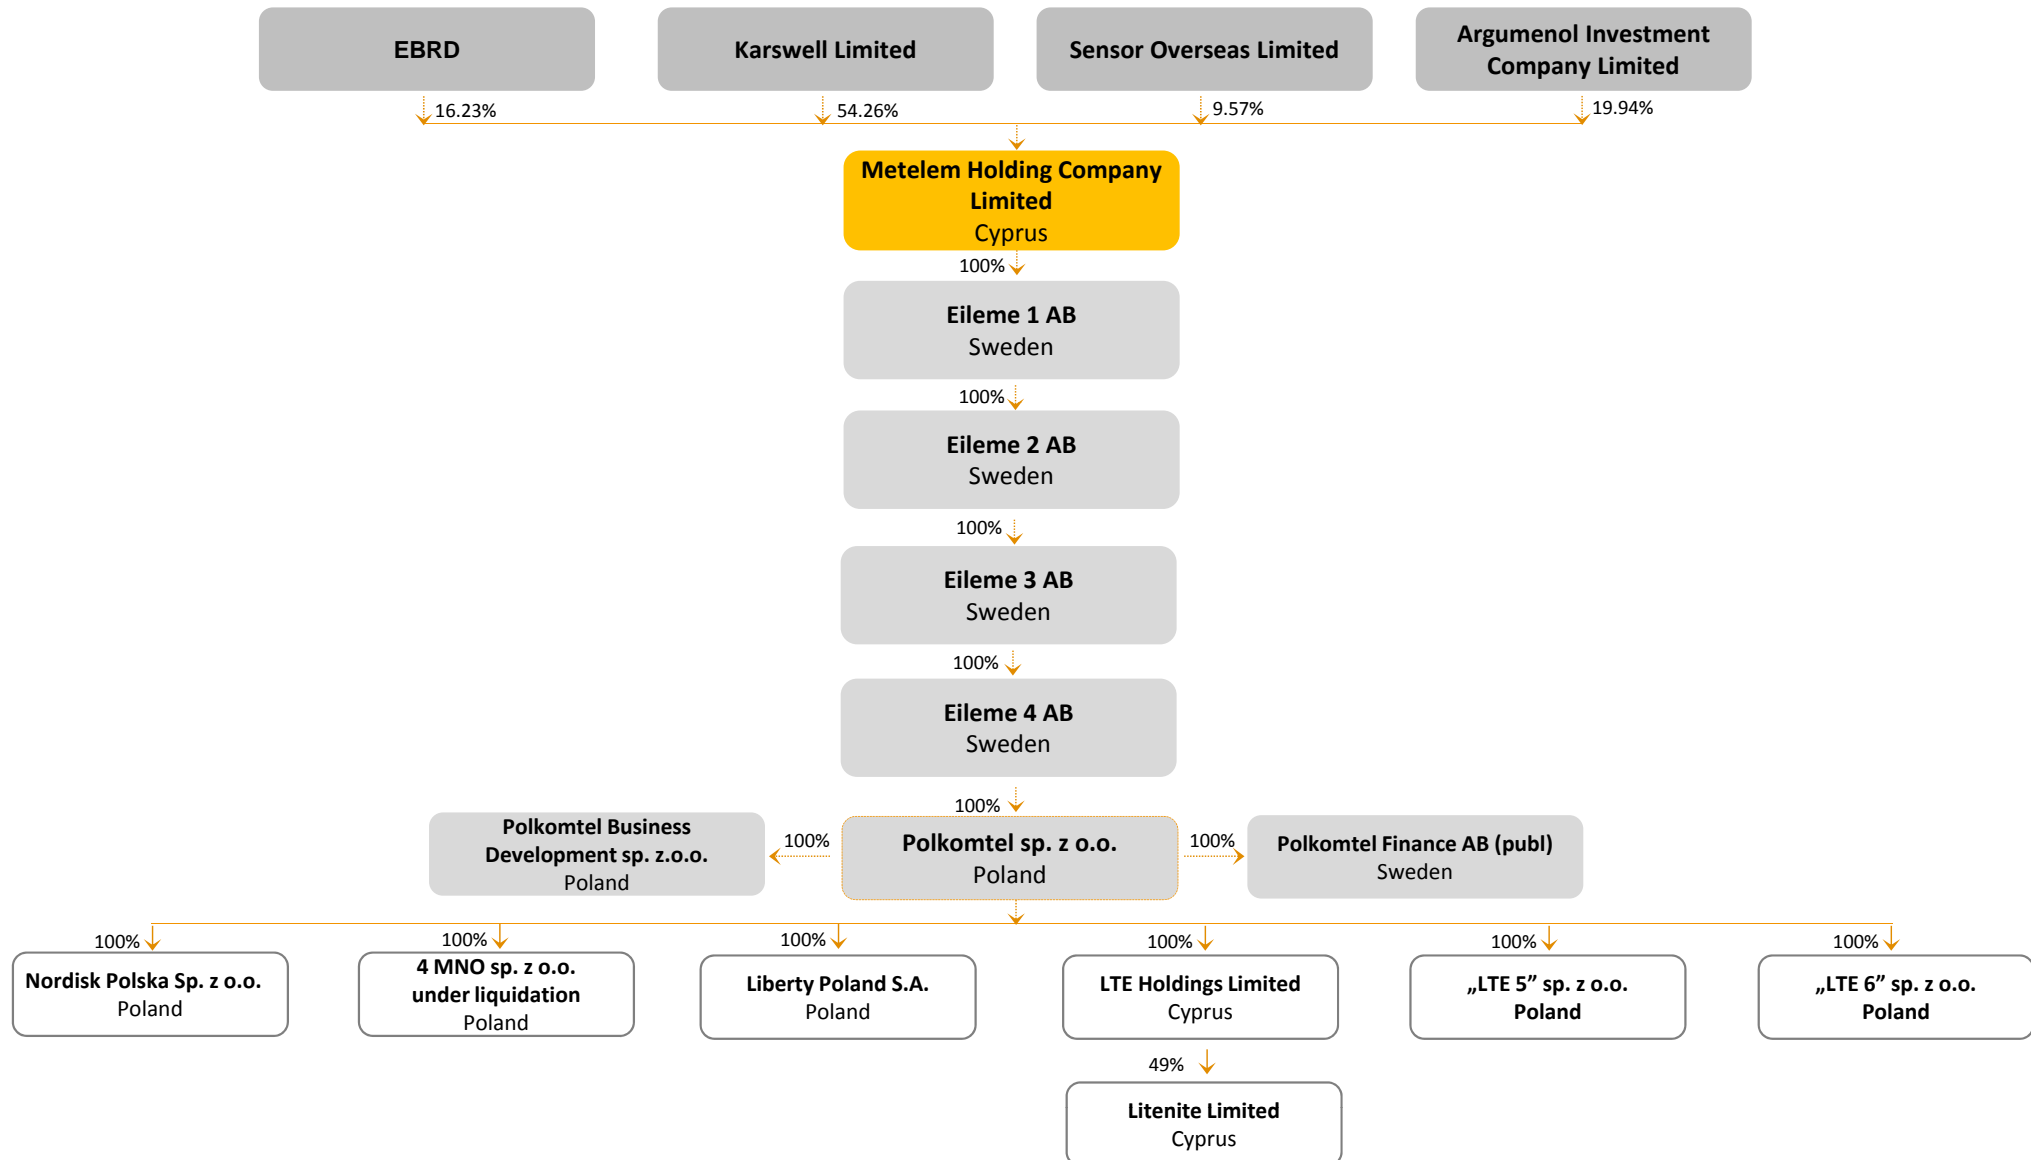 EBRD
Karswell Limited
Sensor Overseas Limited
Argumenol Investment
Company Limited
16.23%
54.26%
9.57%
19.94%
Metelem Holding Company
Limited
Cyprus
100%
Eileme 1 AB
Sweden
100%
Eileme 2 AB
Sweden
100%
Eileme 3 AB
Sweden
100%
Eileme 4 AB
Sweden
100%
Polkomtel Business
Development sp. z.o.o.
Poland
100%
Polkomtel sp. z o.o.
Poland
100%
Polkomtel Finance AB (publ)
Sweden
100%
100%
100%
100%
100%
100%
Nordisk Polska Sp. z o.o.
Poland
4 MNO sp. z o.o.
under liquidation
Poland
Liberty Poland S.A.
Poland
LTE Holdings Limited
Cyprus
„LTE 5” sp. z o.o.
Poland
„LTE 6” sp. z o.o.
Poland
49%
Litenite Limited
Cyprus